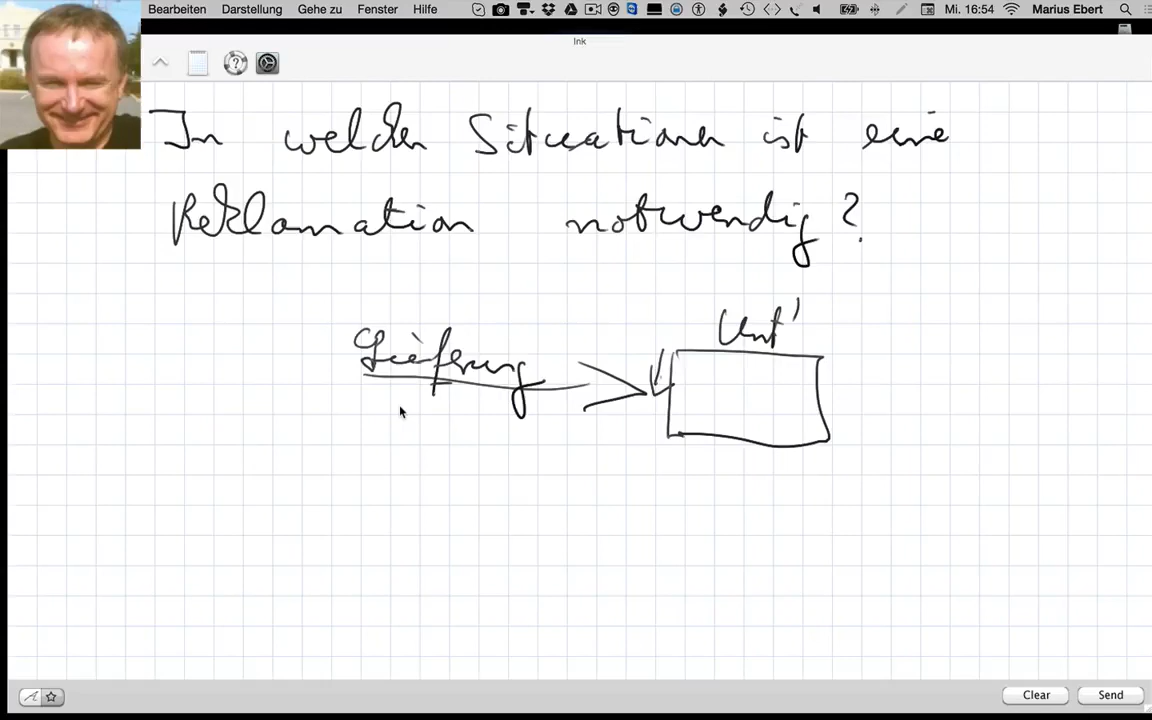 Bearbeiten Darstellung Gehe zu Fenster Hilfe Mi. 16:54 Marius Ebert
Ink
In welchen Situationen ist eine
Reklamation notwendig?
Unt'
Lieferung
Clear Send